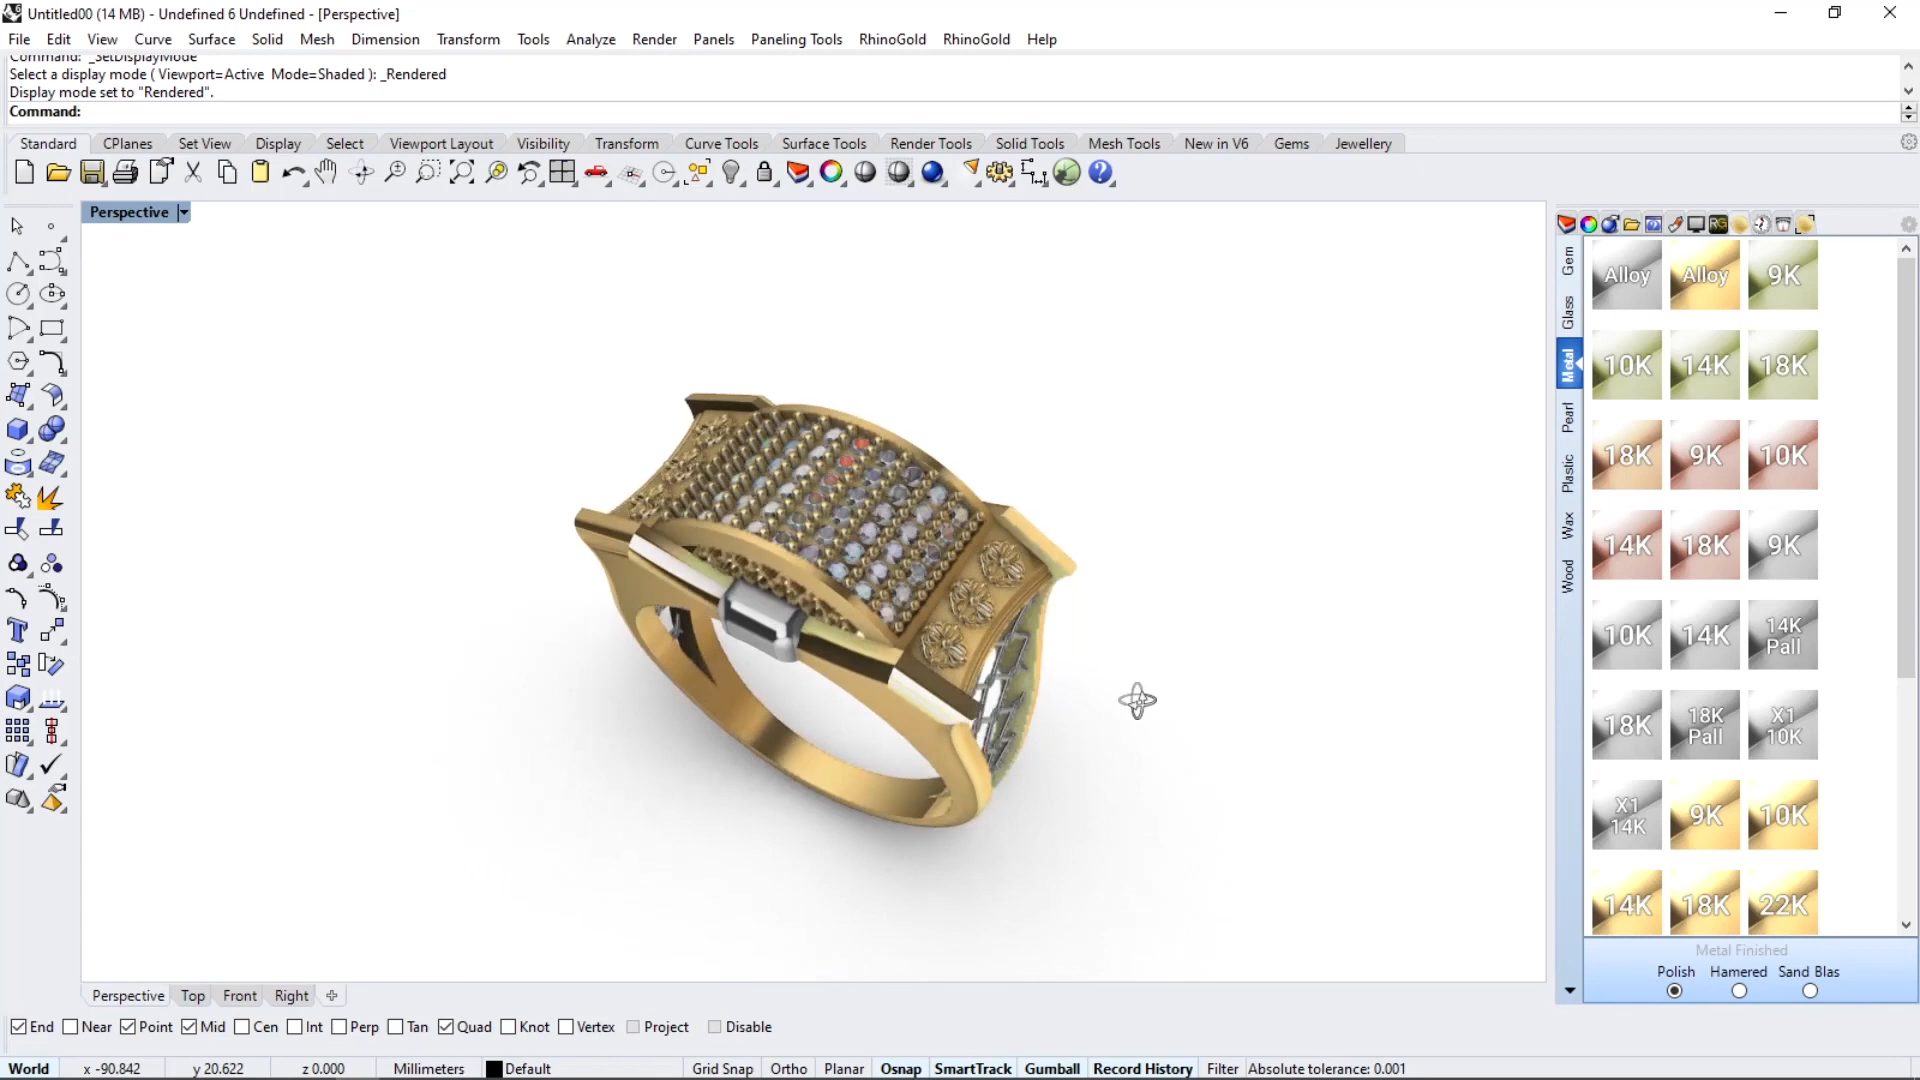 Untitled00 (14 MB) - Undefined 6 Undefined - [Perspective]
File Edit View Curve Surface Solid Mesh Dimension Transform Tools Analyze Render Panels Paneling Tools RhinoGold RhinoGold Help
Command: _SetDisplayMode
Select a display mode ( Viewport=Active Mode=Shaded ): _Rendered
Display mode set to "Rendered".
Command:
Standard CPlanes Set View Display Select Viewport Layout Visibility Transform Curve Tools Surface Tools Render Tools Solid Tools Mesh Tools New in V6 Gems Jewellery
Perspective
RG
Gem
Glass
Metal
Pearl
Plastic
Wax
Wood
Alloy Alloy 9K
10K 14K 18K
18K 9K 10K
14K 18K 9K
10K 14K 14K Pall
18K 18K Pall X1 10K
X1 14K 9K 10K
14K 18K 22K
Metal Finished
Polish Hamered Sand Blas
Perspective Top Front Right
End Near Point Mid Cen Int Perp Tan Quad Knot Vertex Project Disable
World x -90.842 y 20.622 z 0.000 Millimeters Default Grid Snap Ortho Planar Osnap SmartTrack Gumball Record History Filter Absolute tolerance: 0.001